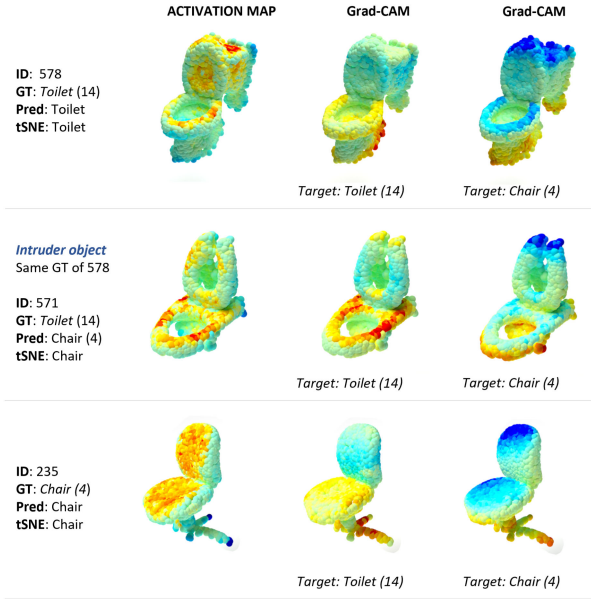 ACTIVATION MAP Grad-CAM Grad-CAM
ID: 578
GT: Toilet (14)
Pred: Toilet
tSNE: Toilet
Target: Toilet (14) Target: Chair (4)
Intruder object
Same GT of 578
ID: 571
GT: Toilet (14)
Pred: Chair (4)
tSNE: Chair
Target: Toilet (14) Target: Chair (4)
ID: 235
GT: Chair (4)
Pred: Chair
tSNE: Chair
Target: Toilet (14) Target: Chair (4)